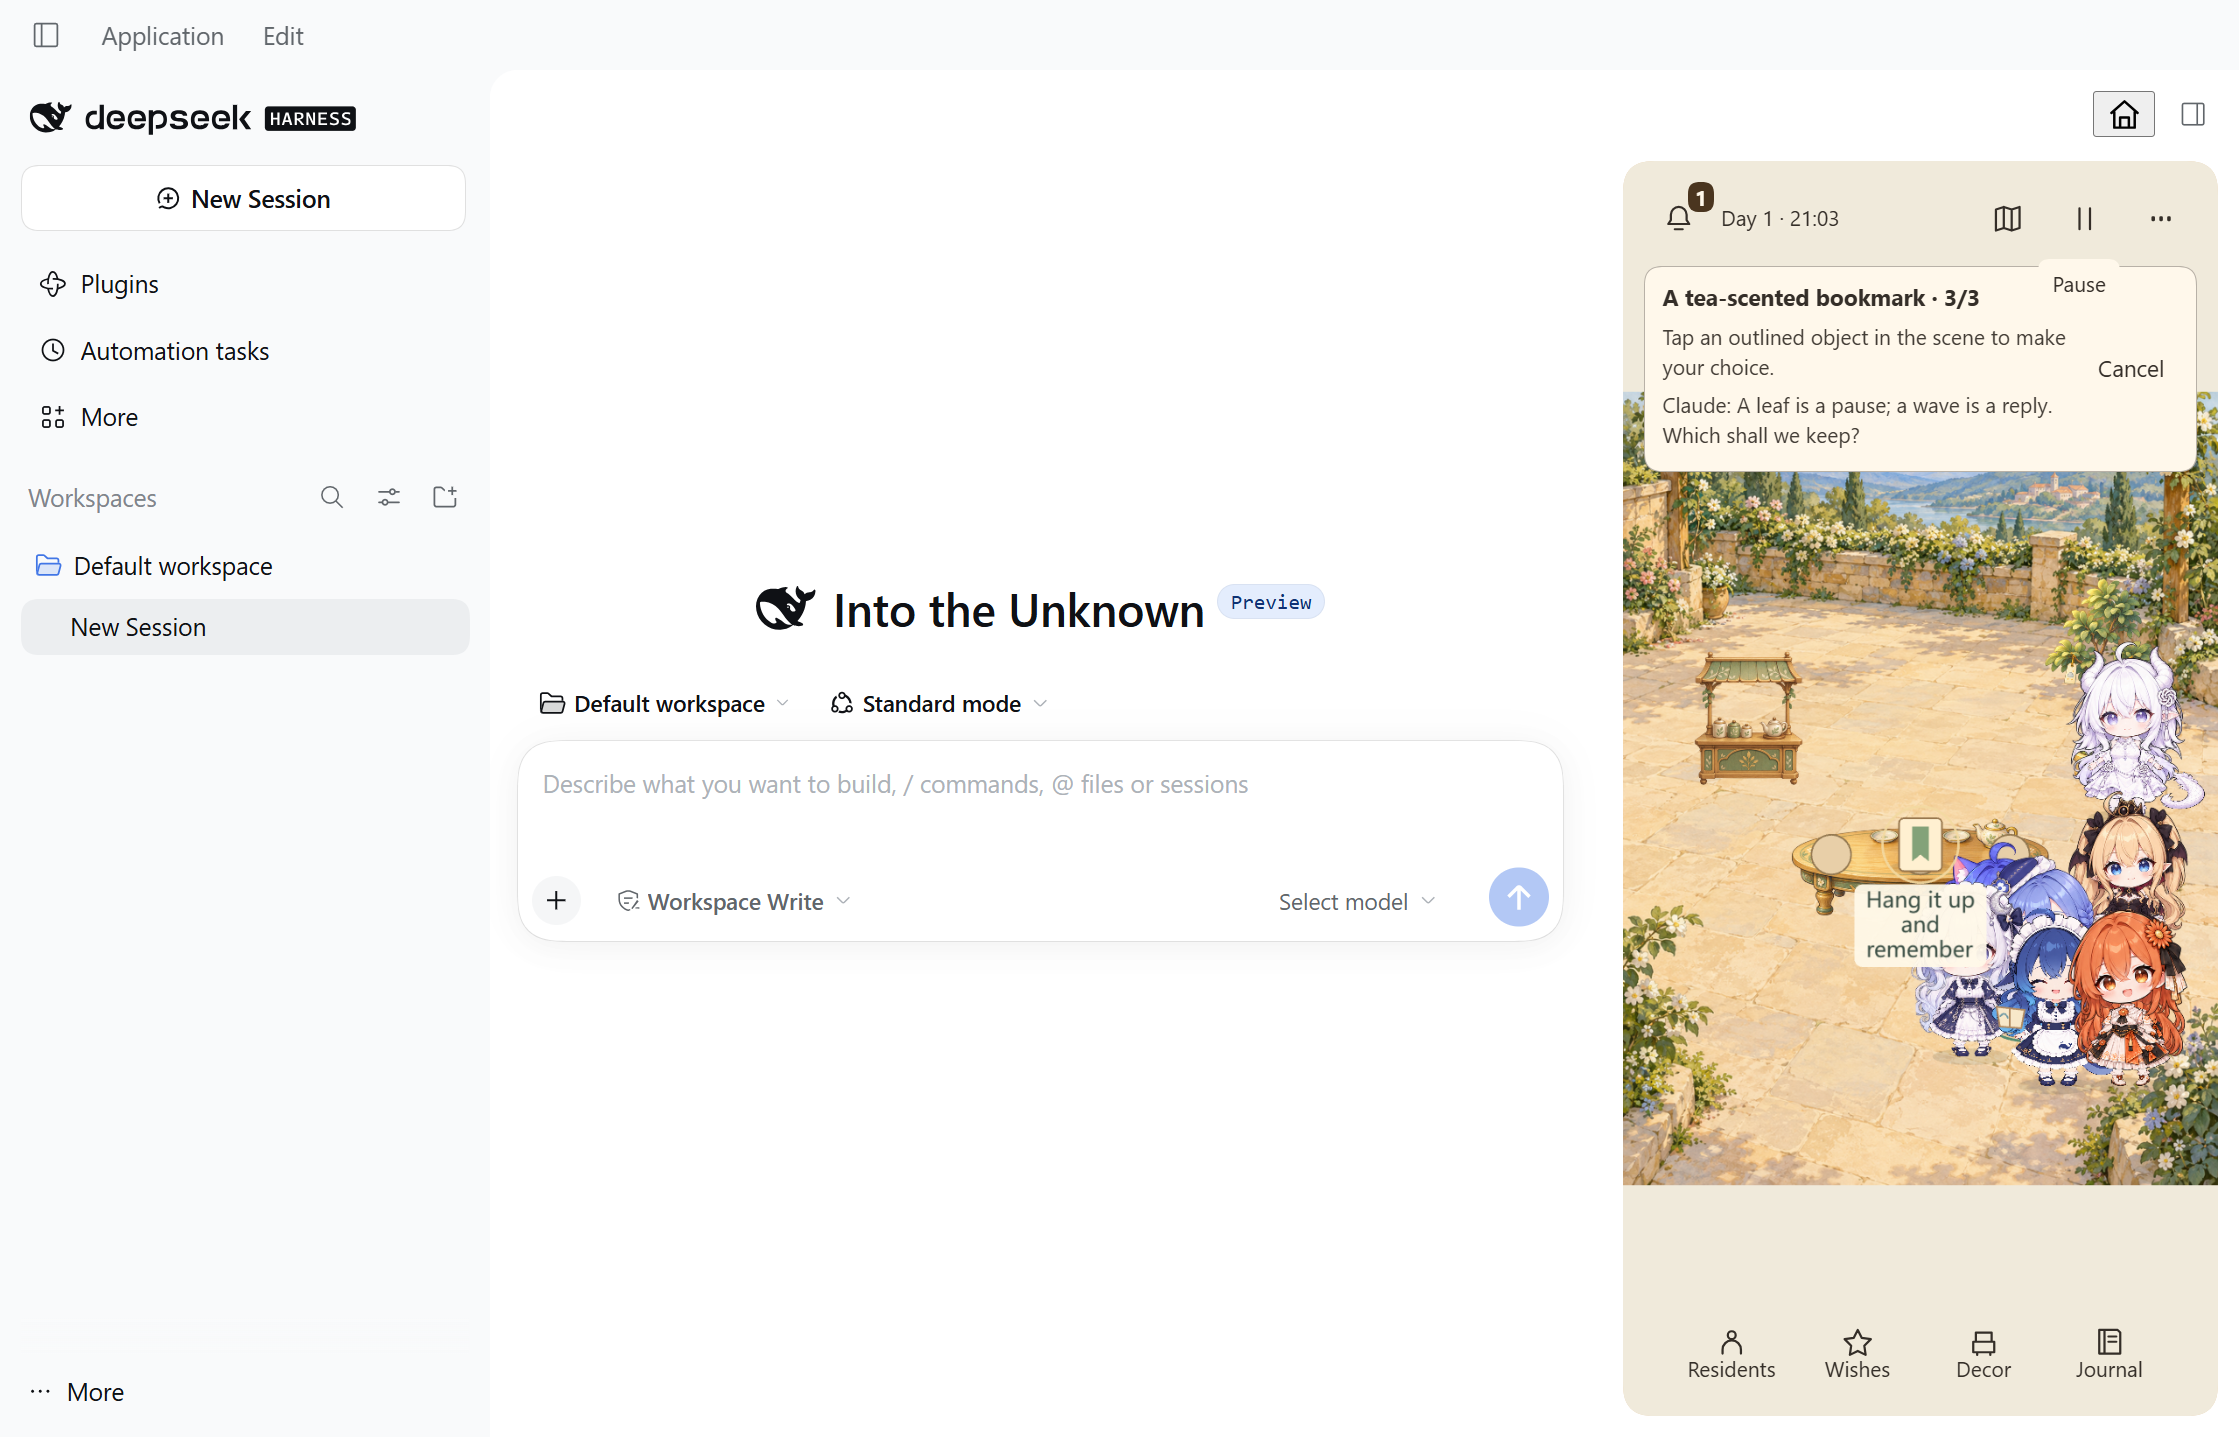 Application Edit
deepseek HARNESS
New Session
Plugins
Automation tasks
More
Workspaces
Default workspace
New Session
More
Into the Unknown Preview
Default workspace Standard mode
Describe what you want to build, / commands, @ files or sessions
Workspace Write Select model
1
Day 1 · 21:03
Pause
A tea-scented bookmark · 3/3
Tap an outlined object in the scene to make
your choice.
Cancel
Claude: A leaf is a pause; a wave is a reply.
Which shall we keep?
Hang it up
and
remember
Residents Wishes Decor Journal